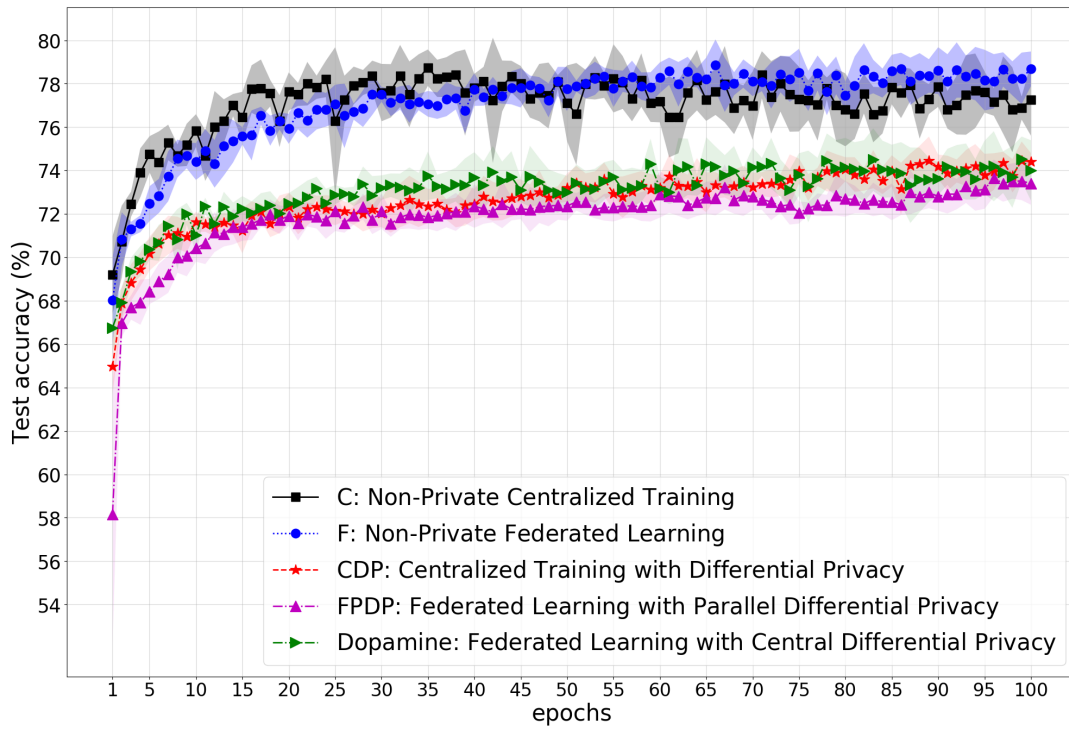 Test accuracy (%)
80
78
76
74
72
70
68
66
64
62
60
58
56
54
C: Non-Private Centralized Training
F: Non-Private Federated Learning
CDP: Centralized Training with Differential Privacy
FPDP: Federated Learning with Parallel Differential Privacy
Dopamine: Federated Learning with Central Differential Privacy
1 5 10 15 20 25 30 35 40 45 50 55 60 65 70 75 80 85 90 95 100
epochs